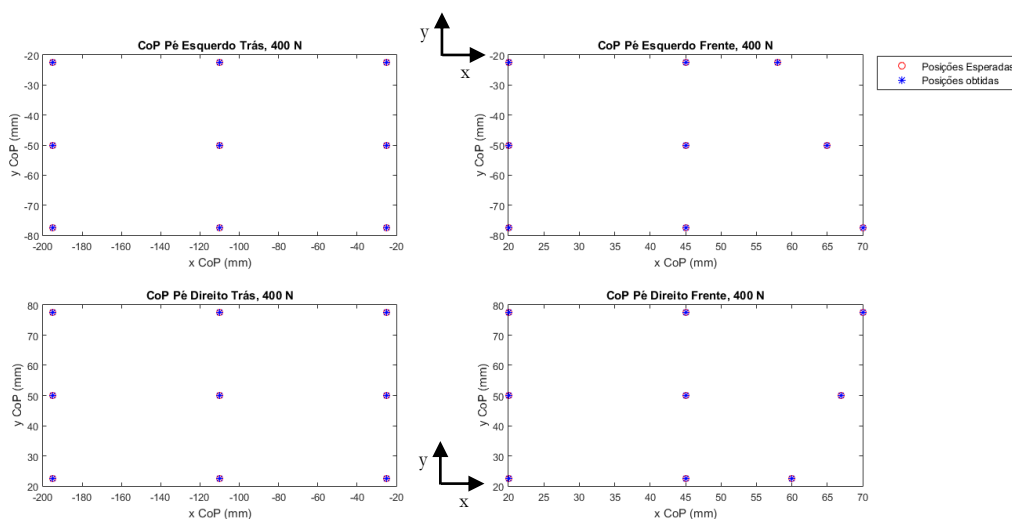 y
x
CoP Pé Esquerdo Trás, 400 N
-20
-30
-40
-50
-60
-70
-80
y CoP (mm)
-200 -180 -160 -140 -120 -100 -80 -60 -40 -20
x CoP (mm)
CoP Pé Esquerdo Frente, 400 N
-20
-30
-40
-50
-60
-70
-80
y CoP (mm)
20 25 30 35 40 45 50 55 60 65 70
x CoP (mm)
Posições Esperadas
Posições obtidas
CoP Pé Direito Trás, 400 N
80
70
60
50
40
30
20
y CoP (mm)
-200 -180 -160 -140 -120 -100 -80 -60 -40 -20
x CoP (mm)
y
x
CoP Pé Direito Frente, 400 N
80
70
60
50
40
30
20
y CoP (mm)
20 25 30 35 40 45 50 55 60 65 70
x CoP (mm)